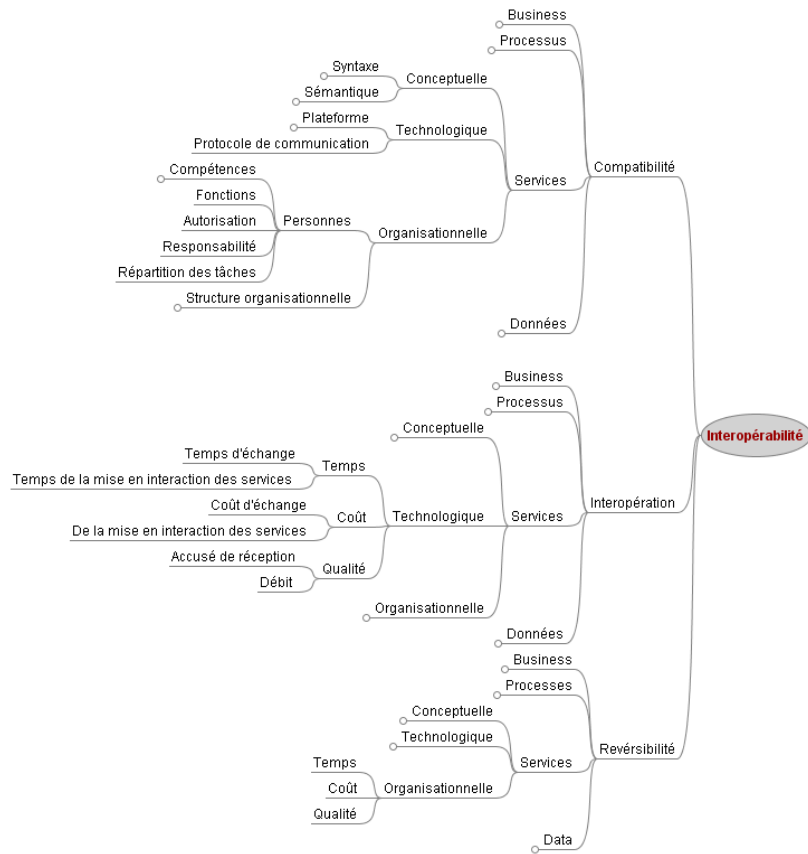 Business
Processus
Syntaxe
Conceptuelle
Sémantique
Plateforme
Technologique
Protocole de communication
Compatibilité
Compétences
Services
Fonctions
Autorisation
Personnes
Organisationnelle
Responsabilité
Répartition des tâches
Structure organisationnelle
Données
Business
Processus
Conceptuelle
Interopérabilité
Temps d'échange
Temps
Temps de la mise en interaction des services
Interopération
Coût d'échange
Coût
Technologique
Services
De la mise en interaction des services
Accusé de réception
Qualité
Débit
Organisationnelle
Données
Business
Processes
Conceptuelle
Technologique
Revérsibilité
Temps
Services
Coût
Organisationnelle
Qualité
Data